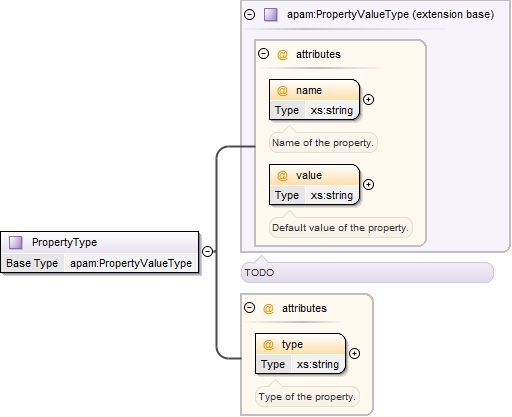 apam:PropertyValueType (extension base)
@ attributes
@ name
Type xs:string
Name of the property.
@ value
Type xs:string
Default value of the property.
PropertyType
Base Type apam:PropertyValueType
TODO
@ attributes
@ type
Type xs:string
Type of the property.